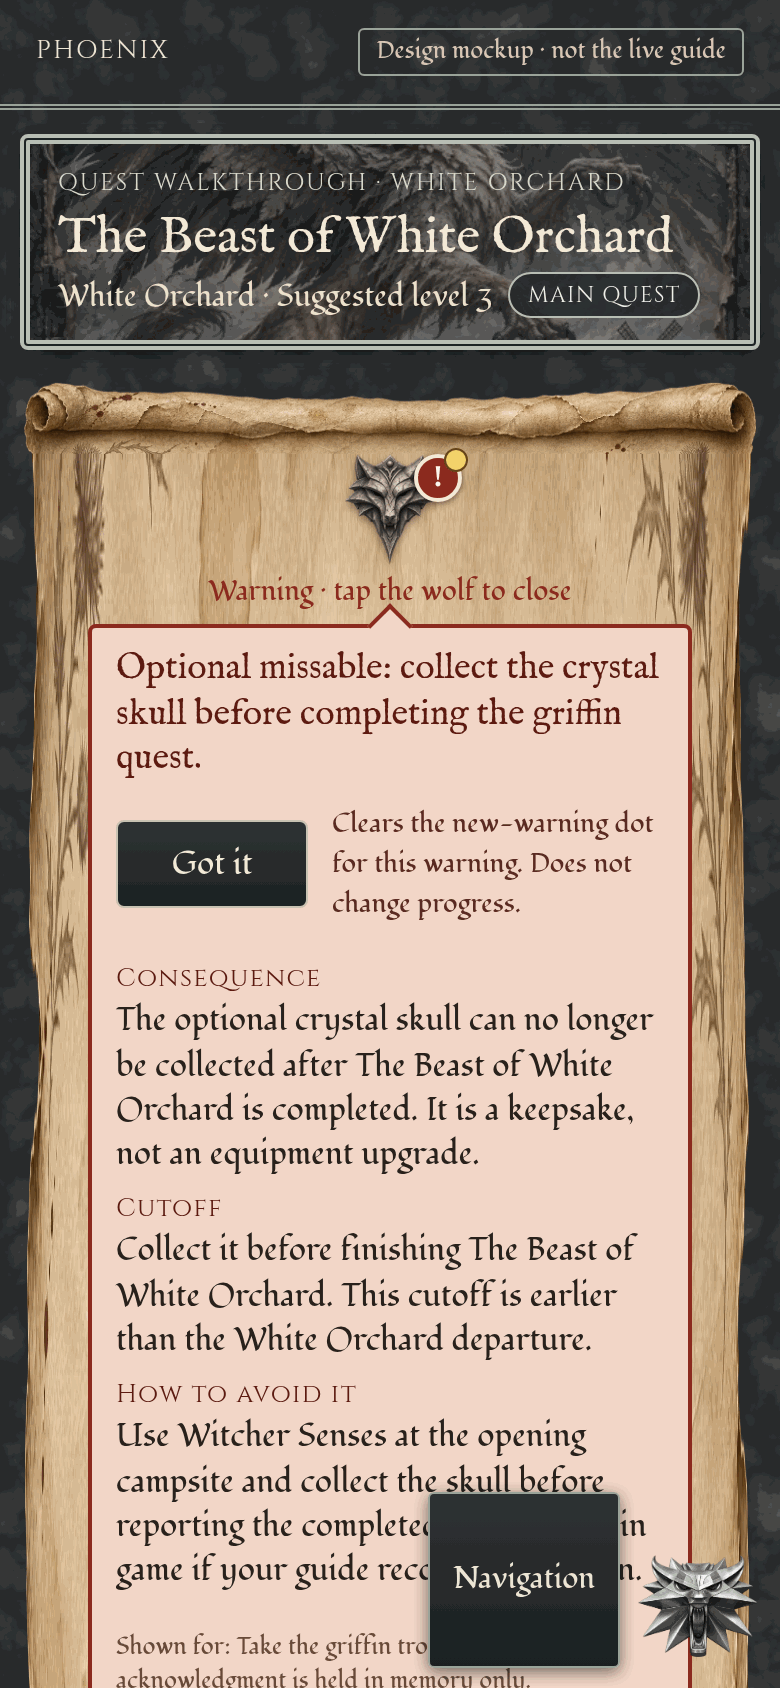 PHOENIX
Design mockup · not the live guide
QUEST WALKTHROUGH · WHITE ORCHARD
The Beast of White Orchard
White Orchard · Suggested level 3
MAIN QUEST
!
Warning · tap the wolf to close
Optional missable: collect the crystal
skull before completing the griffin
quest.
Got it
Clears the new-warning dot
for this warning. Does not
change progress.
Consequence
The optional crystal skull can no longer
be collected after The Beast of White
Orchard is completed. It is a keepsake,
not an equipment upgrade.
Cutoff
Collect it before finishing The Beast of
White Orchard. This cutoff is earlier
than the White Orchard departure.
How to avoid it
Use Witcher Senses at the opening
campsite and collect the skull before
reporting the in
game if your guide
Navigation
Shown for: Take the griffin
acknowledgment is held in memory only.